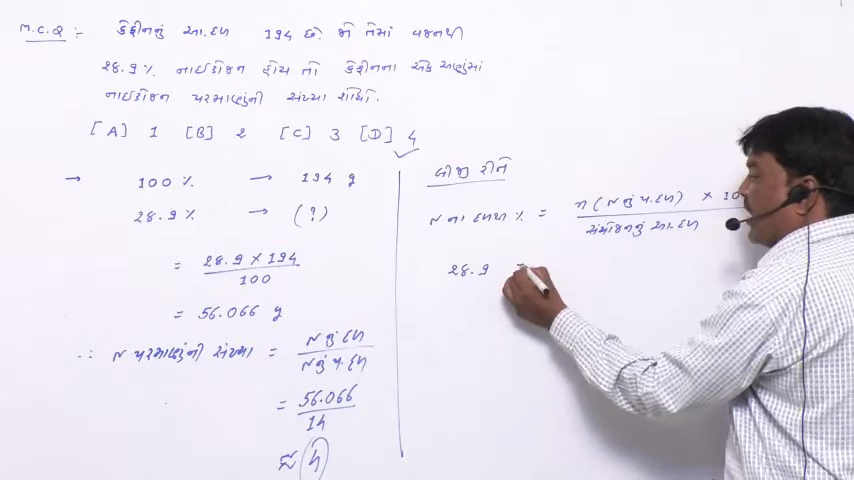 M.C.Q :- કેફીનનું આ.દળ 194 છે. જો તેમાં વજનથી
28.9 % નાઈટ્રોજન હોય તો કેફીનના એક અણુમાં
નાઈટ્રોજન પરમાણુંની સંખ્યા શોધો.
[A] 1 [B] 2 [C] 3 [D] 4
→ 100 % → 194 g
28.9 % → (?)
= 28.9 × 194 / 100
= 56.066 g
∴ N પરમાણુંની સંખ્યા = N નું દળ / N નું પ.દળ
= 56.066 / 14
≈ 4
બીજી રીત
N ના દળથી % = n (N નું પ.દળ) × 10 / સંયોજનનું આ.દળ
28.9 =